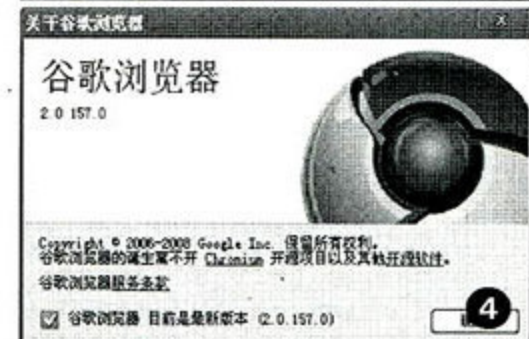 关于谷歌浏览器
谷歌浏览器
2.0.157.0
Copyright © 2006-2008 Google Inc. 保留所有权利。
谷歌浏览器的诞生离不开 Chromium 开源项目以及其他开源软件。
谷歌浏览器服务条款
谷歌浏览器 目前是最新版本 (2.0.157.0)
4